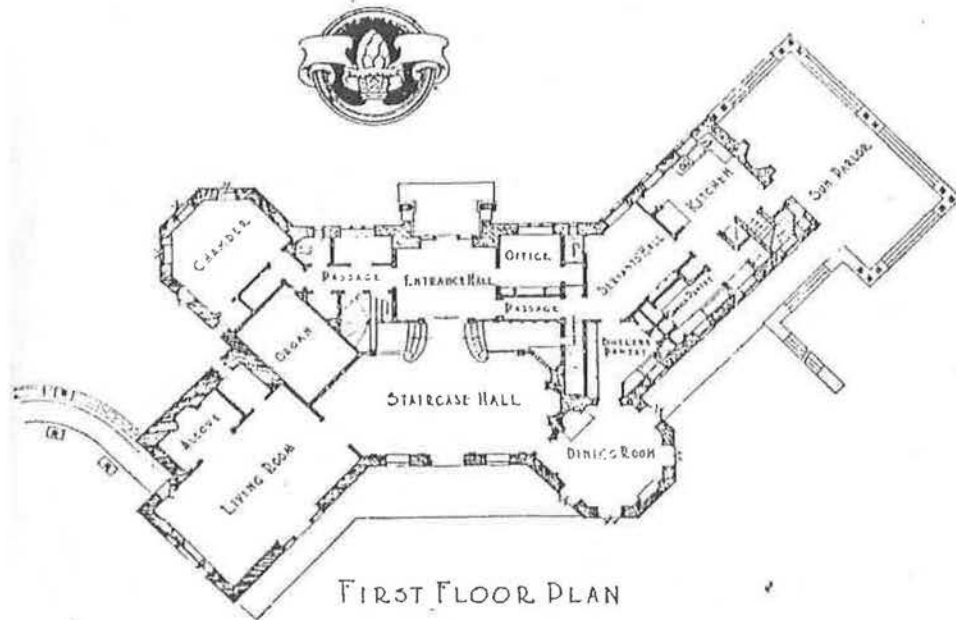 SUN PARLOR
KITCHEN
CHAMBER
SERVANTS HALL
OFFICE
PASSAGE
ENTRANCE HALL
PASSAGE
ORGAN
STAIRCASE HALL
ALCOVE
LIVING ROOM
DINING ROOM
FIRST FLOOR PLAN